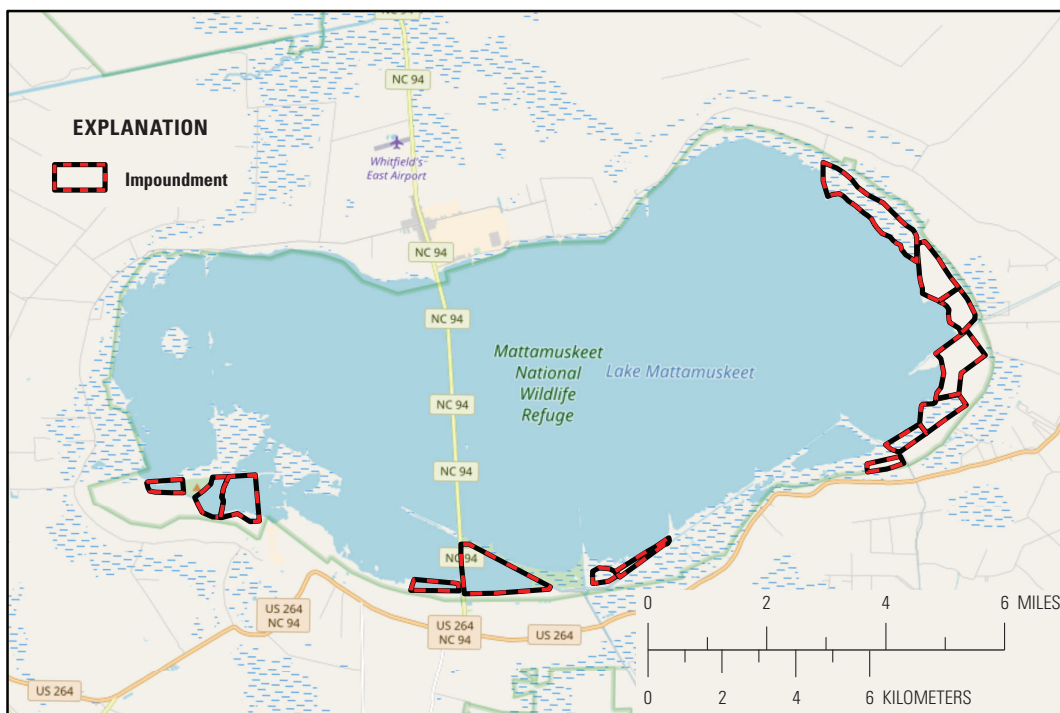 NC 94
NC 94
EXPLANATION
Impoundment
Whitfield's
East Airport
NC 94
NC 94
Mattamuskeet
National
Wildlife
Refuge
Lake Mattamuskeet
NC 94
NC 94
NC 94
US 264
NC 94
US 264
NC 94
US 264
US 264
0 2 4 6 MILES
0 2 4 6 KILOMETERS